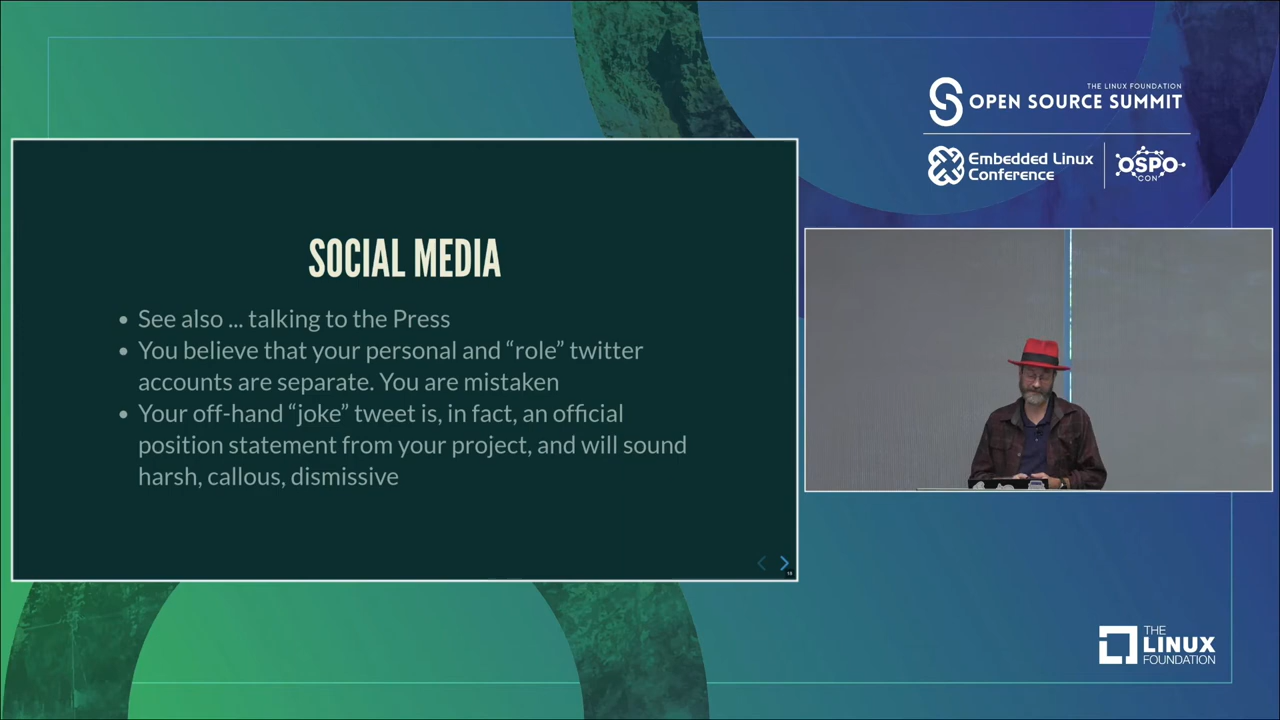 THE LINUX FOUNDATION
OPEN SOURCE SUMMIT
Embedded Linux
Conference
OSPO
CON
SOCIAL MEDIA
• See also ... talking to the Press
• You believe that your personal and “role” twitter
accounts are separate. You are mistaken
• Your off-hand “joke” tweet is, in fact, an official
position statement from your project, and will sound
harsh, callous, dismissive
THE
LINUX
FOUNDATION